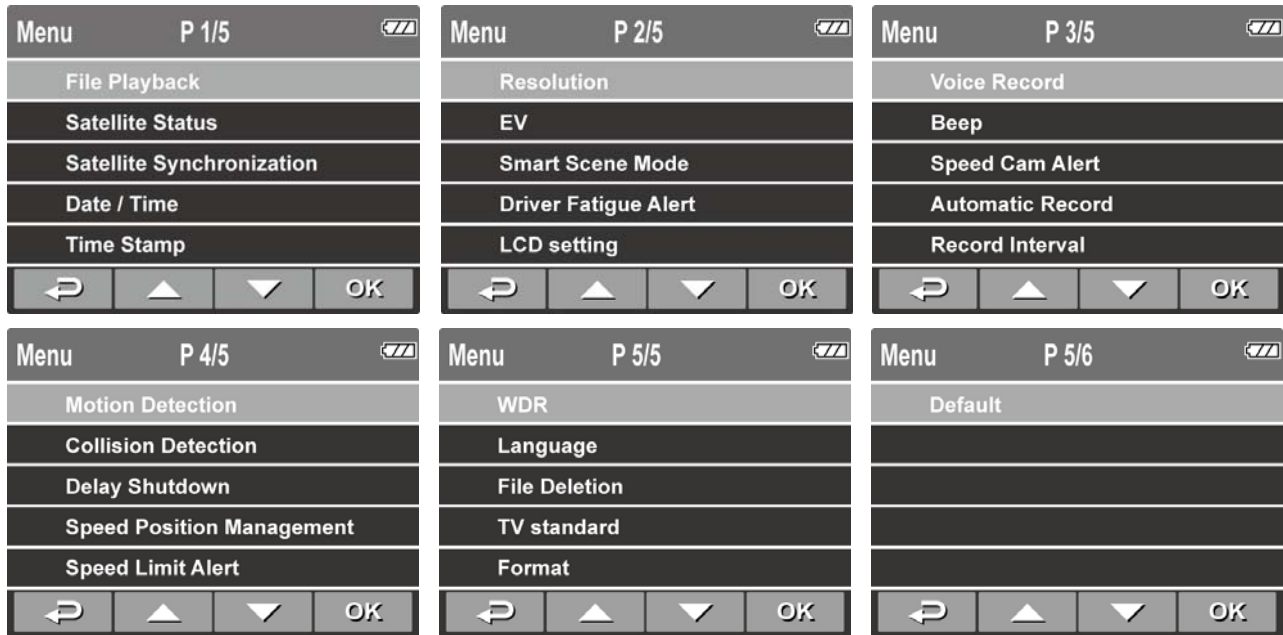 Menu P 1/5
File Playback
Satellite Status
Satellite Synchronization
Date / Time
Time Stamp
OK
Menu P 2/5
Resolution
EV
Smart Scene Mode
Driver Fatigue Alert
LCD setting
OK
Menu P 3/5
Voice Record
Beep
Speed Cam Alert
Automatic Record
Record Interval
OK
Menu P 4/5
Motion Detection
Collision Detection
Delay Shutdown
Speed Position Management
Speed Limit Alert
OK
Menu P 5/5
WDR
Language
File Deletion
TV standard
Format
OK
Menu P 5/6
Default
OK